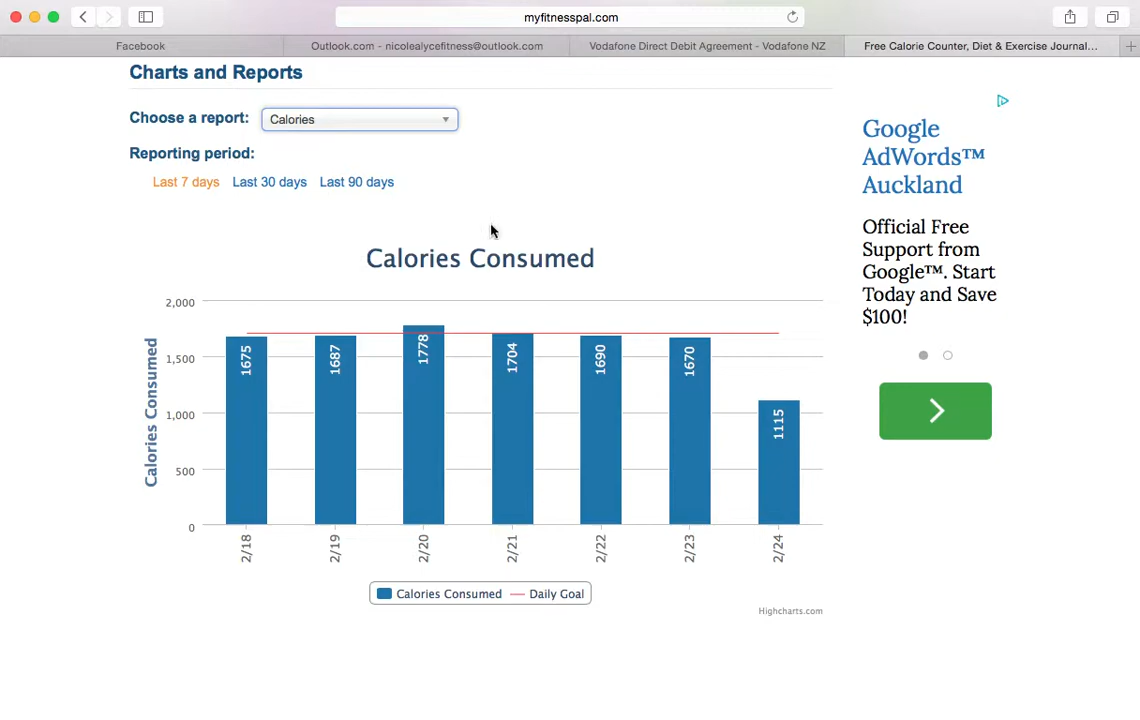 myfitnesspal.com
Facebook
Outlook.com - nicolealycefitness@outlook.com
Vodafone Direct Debit Agreement - Vodafone NZ
Free Calorie Counter, Diet & Exercise Journal...
Charts and Reports
Choose a report: Calories
Reporting period:
Last 7 days Last 30 days Last 90 days
Google
AdWords™
Auckland
Official Free
Support from
Google™. Start
Today and Save
$100!
Calories Consumed
Calories Consumed
2,000
1,500
1,000
500
0
1675
1687
1778
1704
1690
1670
1115
2/18
2/19
2/20
2/21
2/22
2/23
2/24
Calories Consumed Daily Goal
Highcharts.com